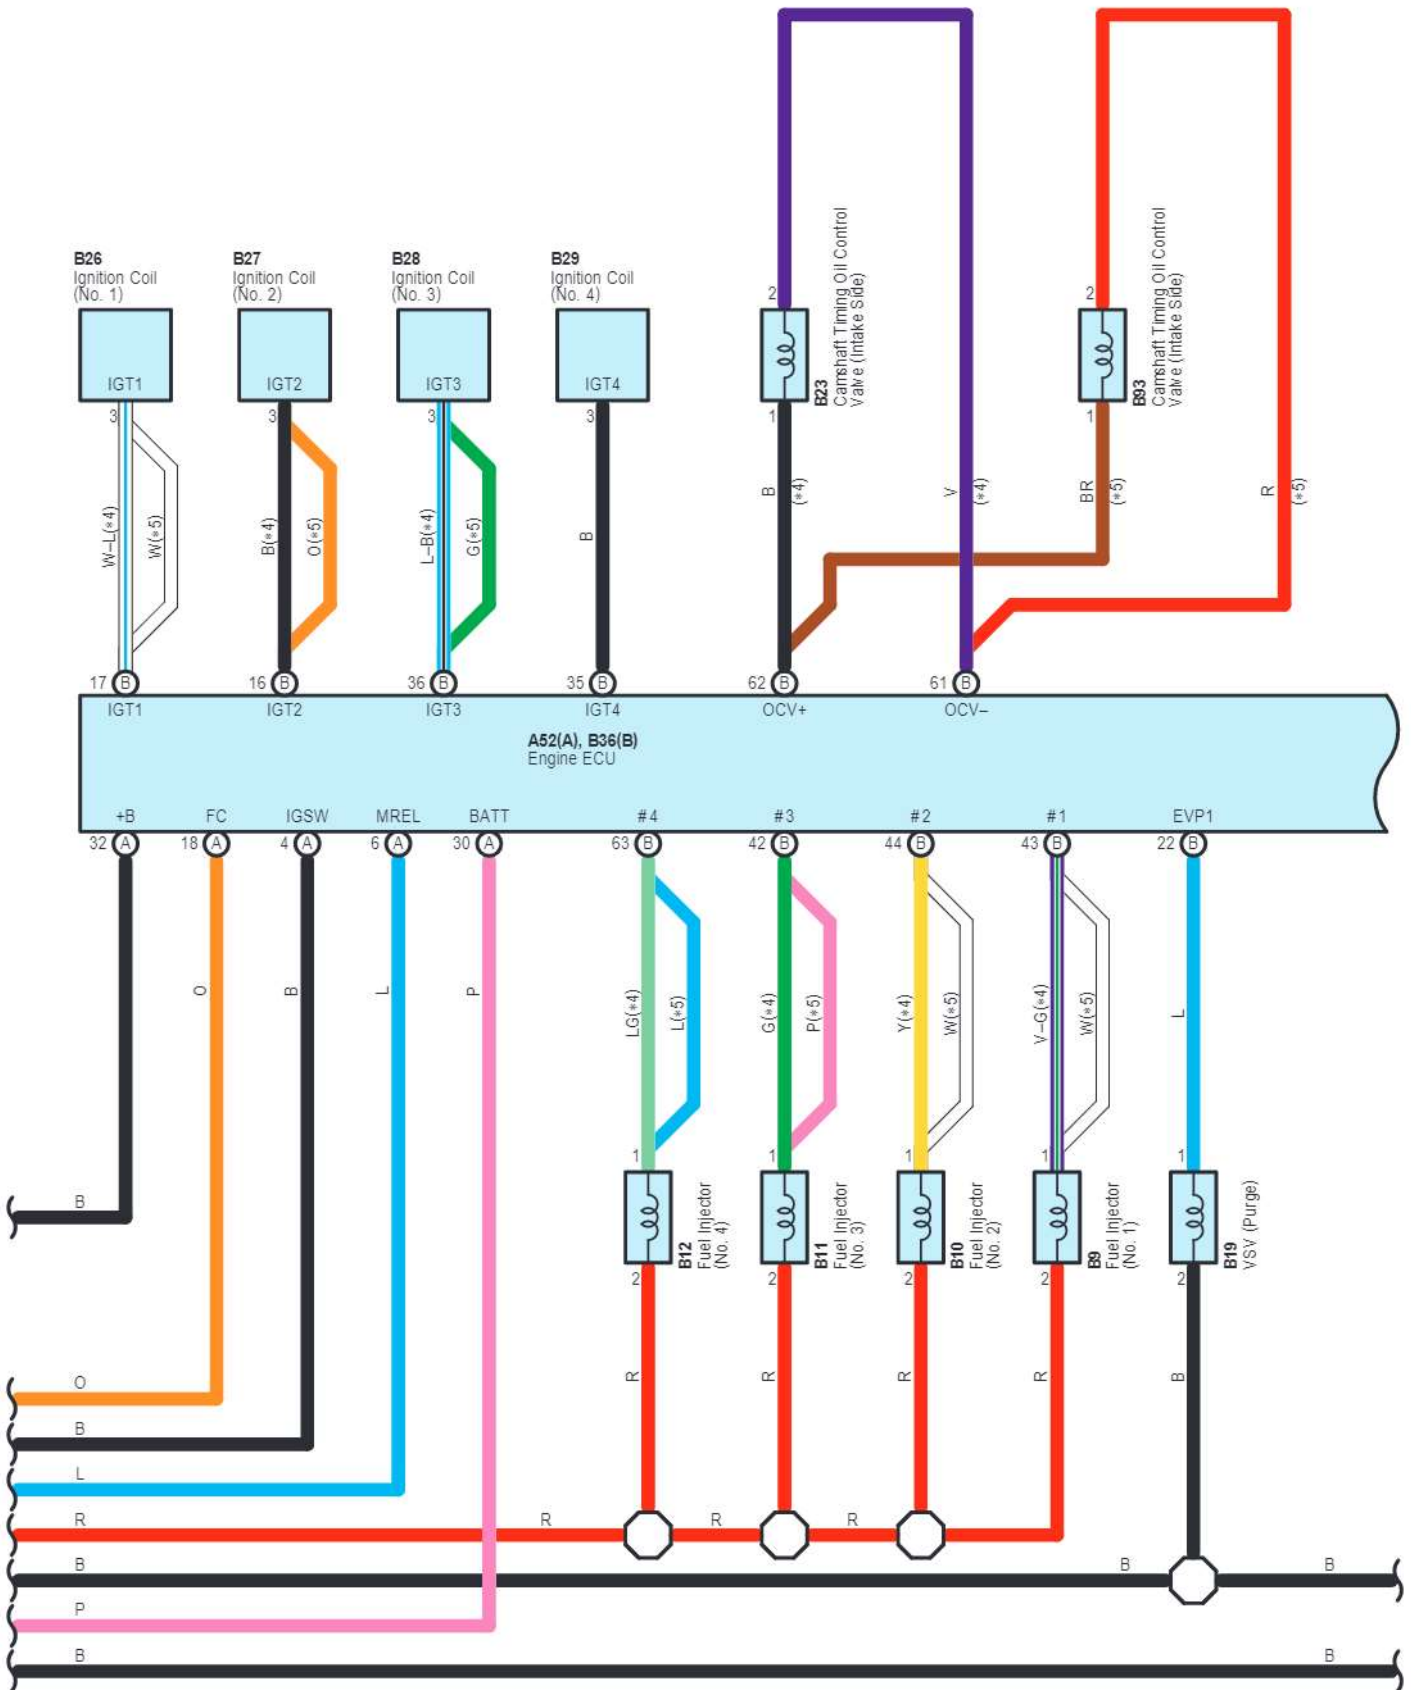 B26
Ignition Coil
(No. 1)
B27
Ignition Coil
(No. 2)
B28
Ignition Coil
(No. 3)
B29
Ignition Coil
(No. 4)
2
B23
Camshaft Timing Oil Control
Valve (Intake Side)
2
B93
Camshaft Timing Oil Control
Valve (Intake Side)
IGT1
IGT2
IGT3
IGT4
3
3
3
3
1
1
W–L(*4)
W(*5)
B(*4)
O(*5)
L–B(*4)
G(*5)
B
B
(*4)
V
(*4)
BR
(*5)
R
(*5)
17 B
16 B
36 B
35 B
62 B
61 B
IGT1
IGT2
IGT3
IGT4
OCV+
OCV–
A52(A), B36(B)
Engine ECU
+B
FC
IGSW
MREL
BATT
#4
#3
#2
#1
EVP1
32 A
18 A
4 A
6 A
30 A
63 B
42 B
44 B
43 B
22 B
O
B
L
P
LG(*4)
L(*5)
G(*4)
P(*5)
Y(*4)
W(*5)
V–G(*4)
W(*5)
L
1
1
1
1
1
B
B12
Fuel Injector
(No. 4)
B11
Fuel Injector
(No. 3)
B10
Fuel Injector
(No. 2)
B9
Fuel Injector
(No. 1)
B19
VSV (Purge)
2
2
2
2
2
R
R
R
R
B
O
B
L
R
R
R
R
B
B
B
P
B
B